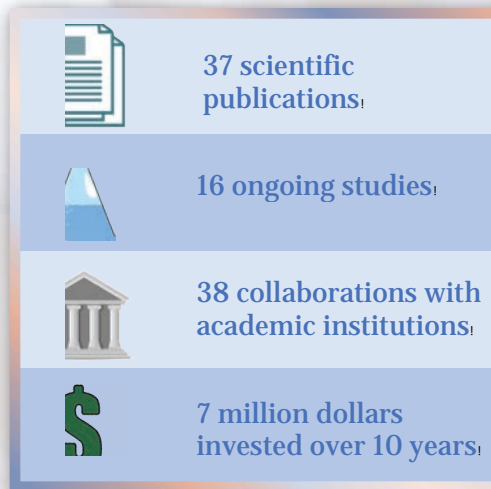 37 scientific
publications!
16 ongoing studies!
38 collaborations with
academic institutions!
7 million dollars
invested over 10 years!